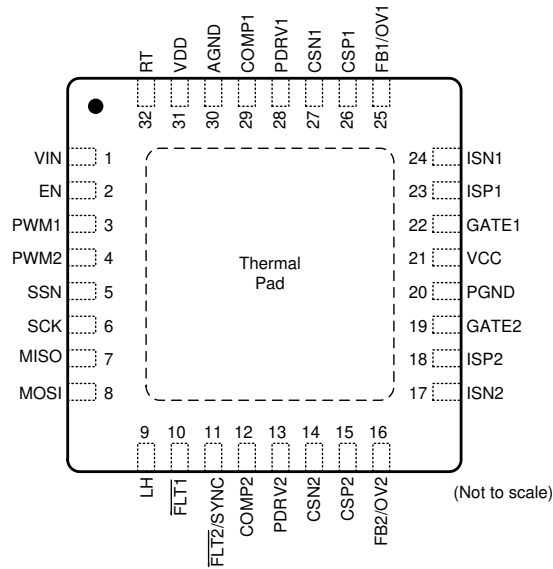 RT
VDD
AGND
COMP1
PDRV1
CSN1
CSP1
FB1/OV1
32
31
30
29
28
27
26
25
VIN 1
EN 2
PWM1 3
PWM2 4
SSN 5
SCK 6
MISO 7
MOSI 8
Thermal
Pad
24 ISN1
23 ISP1
22 GATE1
21 VCC
20 PGND
19 GATE2
18 ISP2
17 ISN2
9
10
11
12
13
14
15
16
LH
FLT1
FLT2/SYNC
COMP2
PDRV2
CSN2
CSP2
FB2/OV2
(Not to scale)